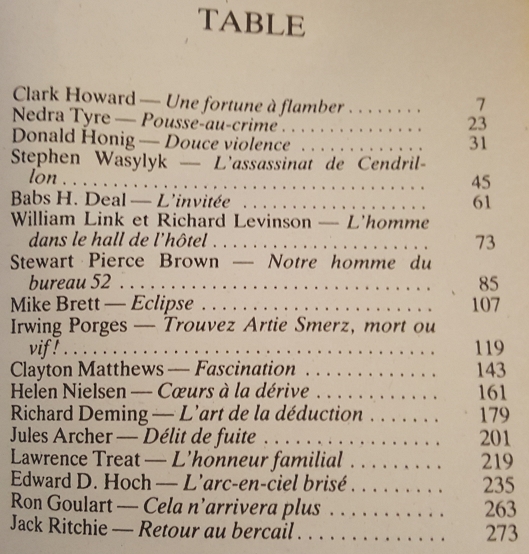 TABLE
Clark Howard — Une fortune à flamber ........ 7
Nedra Tyre — Pousse-au-crime ............... 23
Donald Honig — Douce violence ............. 31
Stephen Wasylyk — L'assassinat de Cendril-
lon ........................................ 45
Babs H. Deal — L'invitée .................... 61
William Link et Richard Levinson — L'homme
dans le hall de l'hôtel ...................... 73
Stewart Pierce Brown — Notre homme du
bureau 52 ................................. 85
Mike Brett — Eclipse ....................... 107
Irwing Porges — Trouvez Artie Smerz, mort ou
vif! ....................................... 119
Clayton Matthews — Fascination ............ 143
Helen Nielsen — Cœurs à la dérive ........... 161
Richard Deming — L'art de la déduction ....... 179
Jules Archer — Délit de fuite ................. 201
Lawrence Treat — L'honneur familial ......... 219
Edward D. Hoch — L'arc-en-ciel brisé ......... 235
Ron Goulart — Cela n'arrivera plus ........... 263
Jack Ritchie — Retour au bercail .............. 273